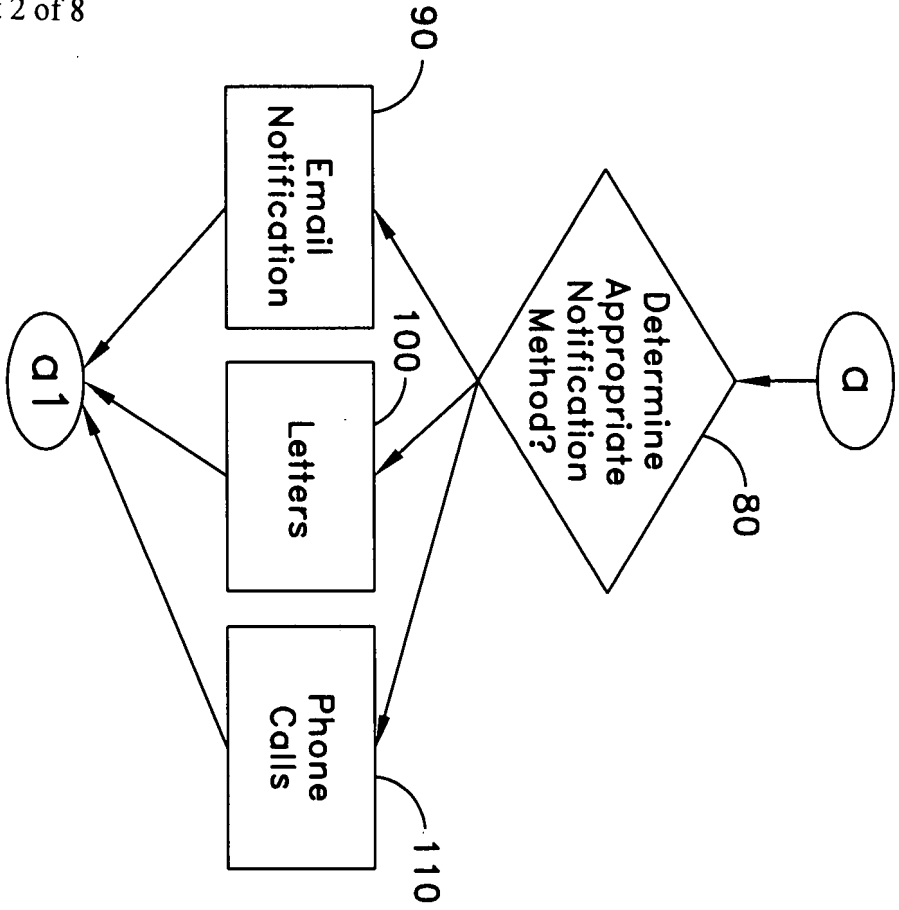 2 of 8
a
80
Determine
Appropriate
Notification
Method?
90
Email
Notification
100
Letters
110
Phone
Calls
a1